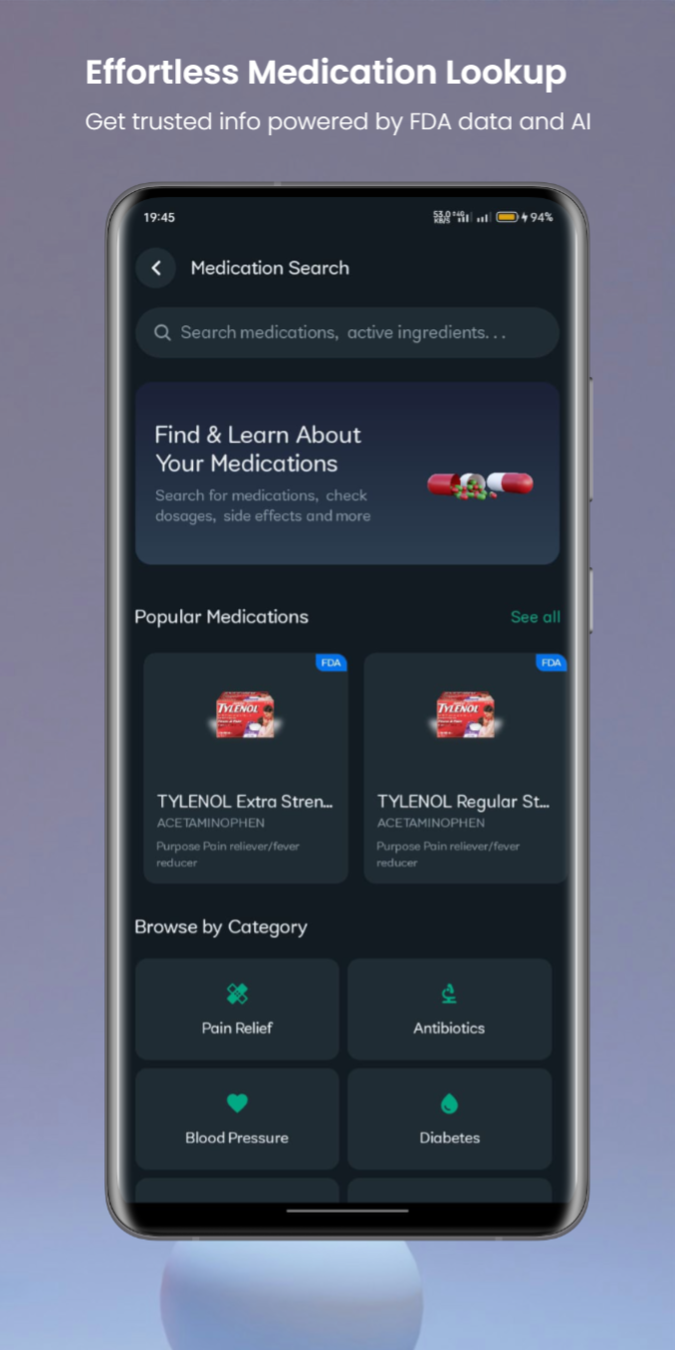 Effortless Medication Lookup
Get trusted info powered by FDA data and AI
19:45
53.0 KB/S
94%
Medication Search
Search medications, active ingredients...
Find & Learn About
Your Medications
Search for medications, check
dosages, side effects and more
Popular Medications
See all
FDA
FDA
TYLENOL
TYLENOL
TYLENOL Extra Stren...
TYLENOL Regular St...
ACETAMINOPHEN
ACETAMINOPHEN
Purpose Pain reliever/fever
reducer
Purpose Pain reliever/fever
reducer
Browse by Category
Pain Relief
Antibiotics
Blood Pressure
Diabetes